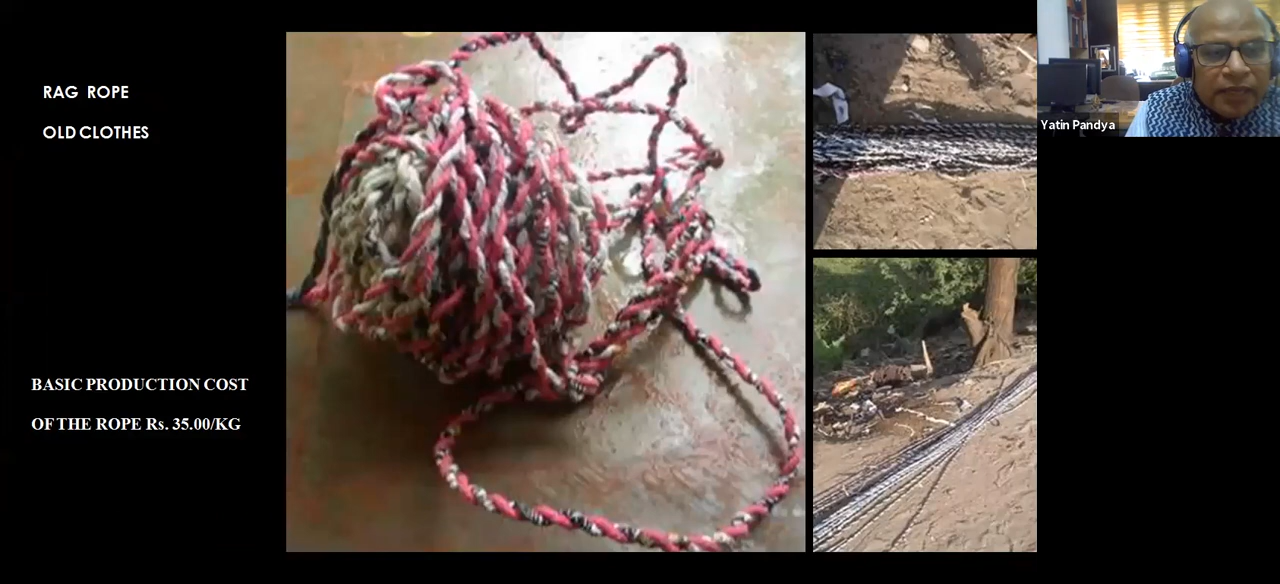 RAG ROPE
OLD CLOTHES
BASIC PRODUCTION COST
OF THE ROPE Rs. 35.00/KG
Yatin Pandya